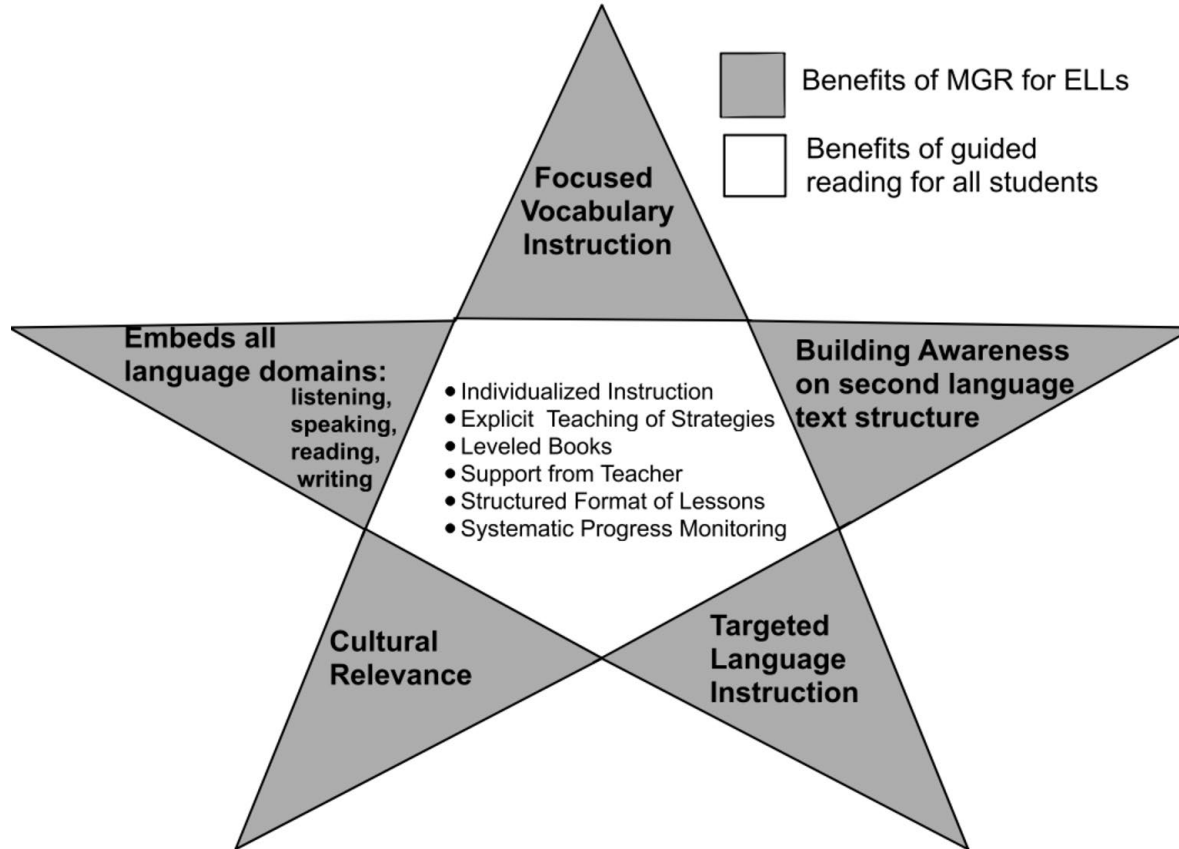 Benefits of MGR for ELLs
Benefits of guided
reading for all students
Focused
Vocabulary
Instruction
Embeds all
language domains:
listening,
speaking,
reading,
writing
Building Awareness
on second language
text structure
• Individualized Instruction
• Explicit Teaching of Strategies
• Leveled Books
• Support from Teacher
• Structured Format of Lessons
• Systematic Progress Monitoring
Cultural
Relevance
Targeted
Language
Instruction